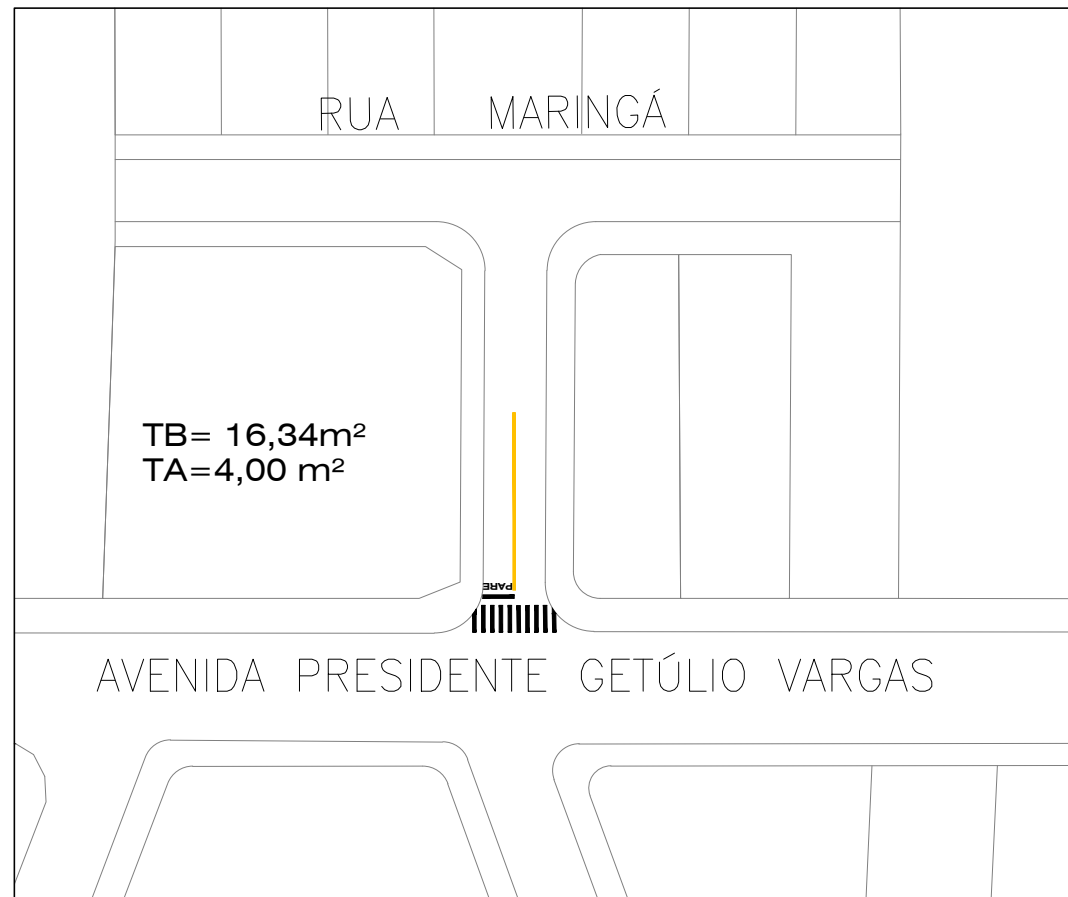 RUA MARINGÁ
TB= 16,34m²
TA=4,00 m²
PARE
AVENIDA PRESIDENTE GETÚLIO VARGAS